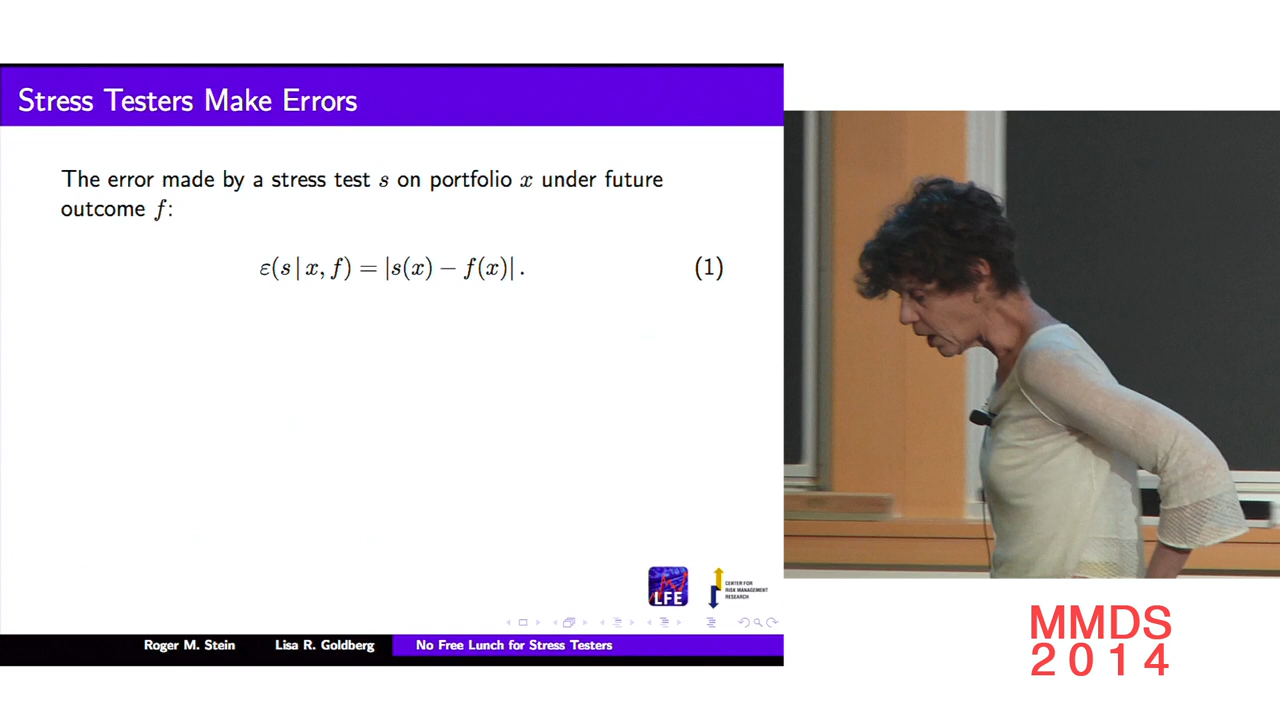 Stress Testers Make Errors
The error made by a stress test s on portfolio x under future
outcome f:
ε(s | x, f) = |s(x) − f(x)| . (1)
LFE
CENTER FOR
RISK MANAGEMENT
RESEARCH
Roger M. Stein Lisa R. Goldberg No Free Lunch for Stress Testers
MMDS
2014